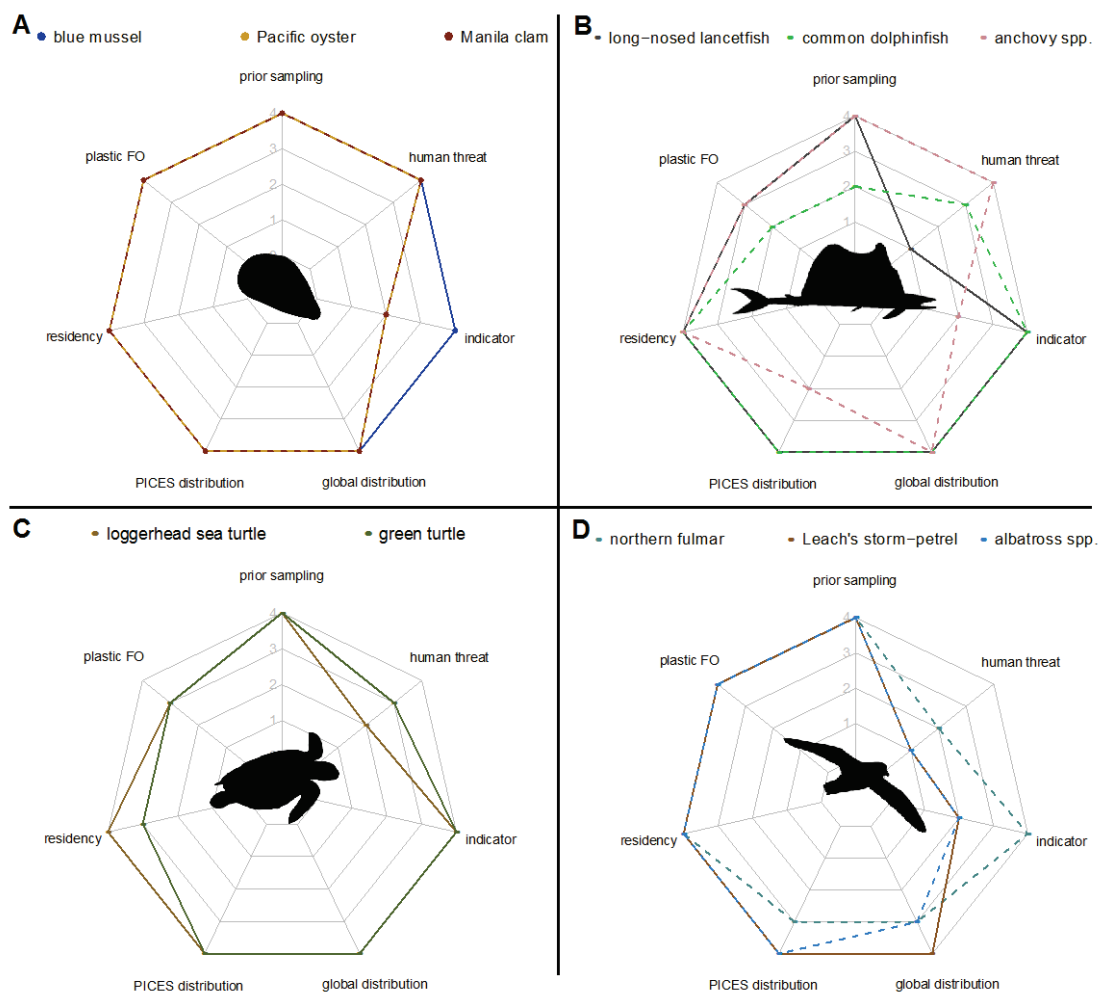 A
blue mussel
Pacific oyster
Manila clam
prior sampling
plastic FO
human threat
4
3
2
1
residency
indicator
PICES distribution
global distribution
B
long-nosed lancetfish
common dolphinfish
anchovy spp.
prior sampling
human threat
4
3
2
1
residency
indicator
PICES distribution
global distribution
C
loggerhead sea turtle
green turtle
prior sampling
plastic FO
human threat
4
3
2
1
residency
indicator
PICES distribution
global distribution
D
northern fulmar
Leach's storm-petrel
albatross spp.
prior sampling
plastic FO
human threat
4
3
2
1
residency
indicator
PICES distribution
global distribution